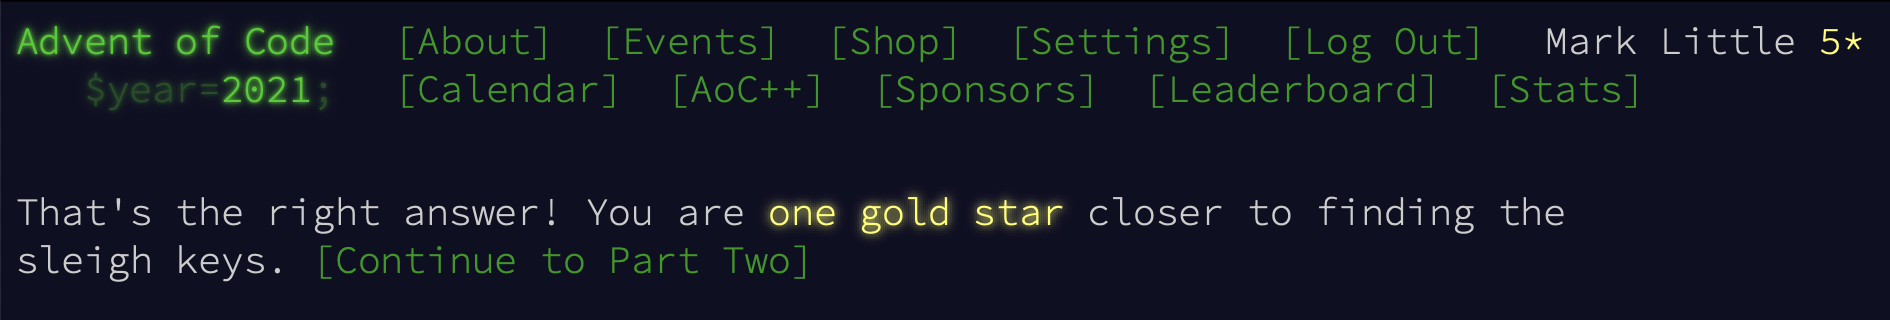 Advent of Code [About] [Events] [Shop] [Settings] [Log Out] Mark Little 5*
$year=2021; [Calendar] [AoC++] [Sponsors] [Leaderboard] [Stats]
That's the right answer! You are one gold star closer to finding the
sleigh keys. [Continue to Part Two]